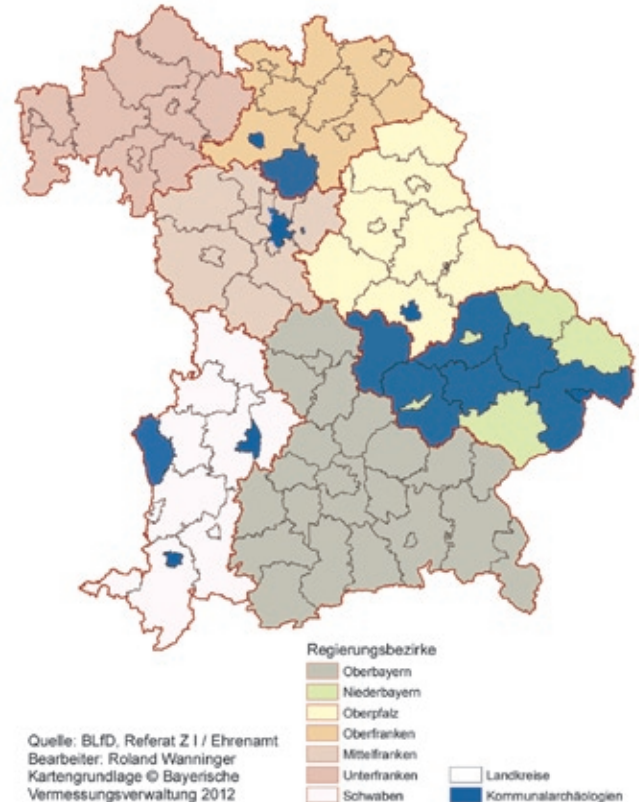 Regierungsbezirke
Oberbayern
Niederbayern
Oberpfalz
Oberfranken
Mittelfranken
Unterfranken
Schwaben
Landkreise
Kommunalarchäologien
Quelle: BLfD, Referat Z I / Ehrenamt
Bearbeiter: Roland Wanninger
Kartengrundlage © Bayerische
Vermessungsverwaltung 2012